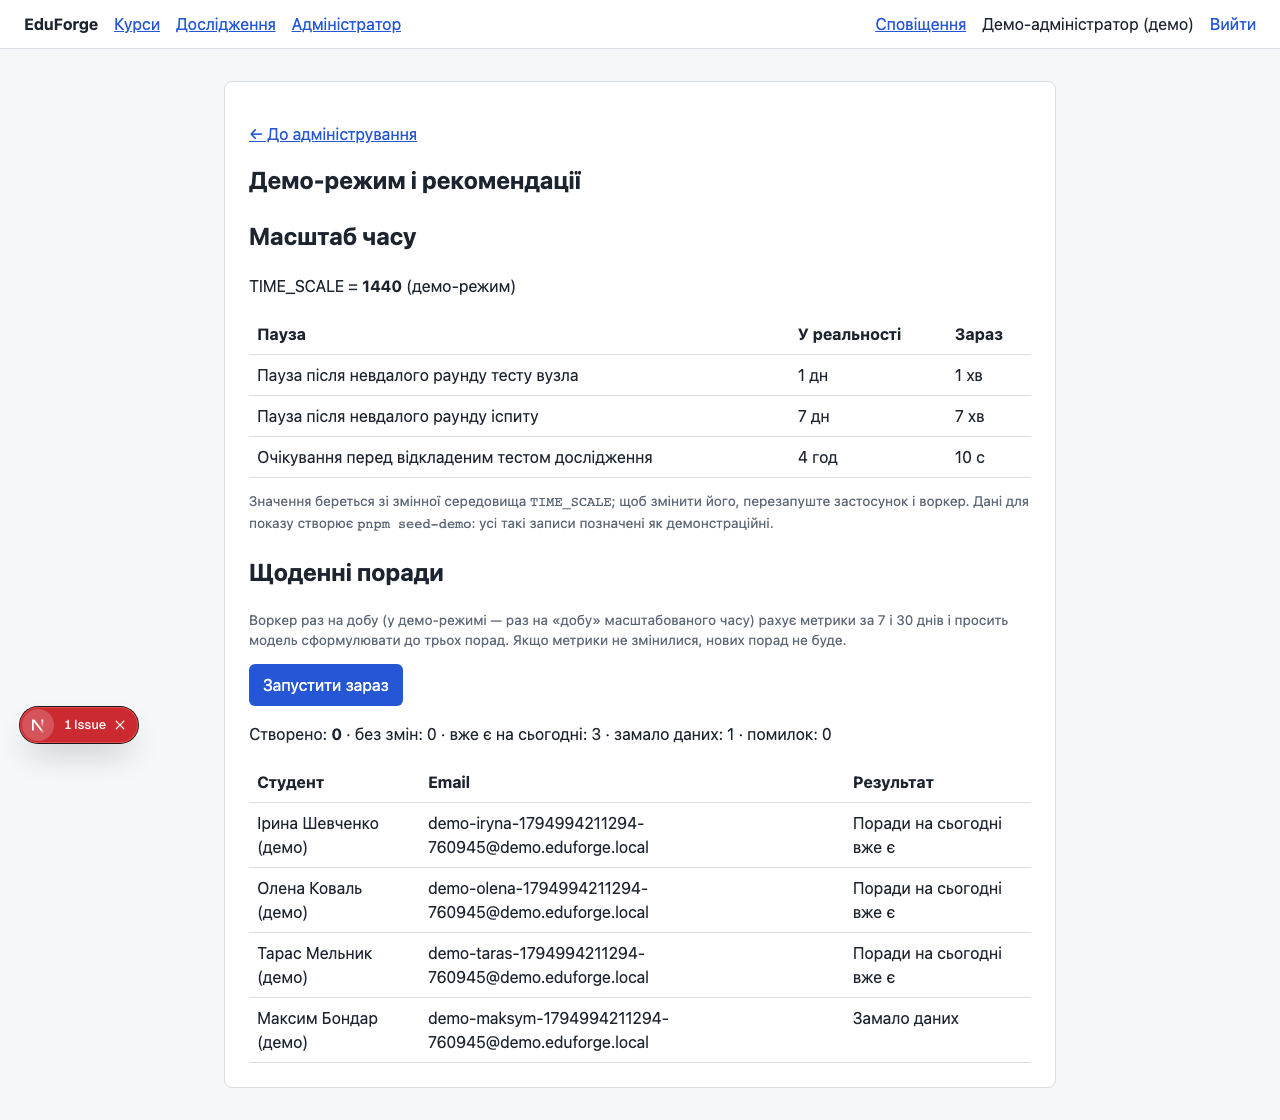 EduForge Курси Дослідження Адміністратор Сповіщення Демо-адміністратор (демо) Вийти
← До адміністрування
Демо-режим і рекомендації
Масштаб часу
TIME_SCALE = 1440 (демо-режим)
Пауза У реальності Зараз
Пауза після невдалого раунду тесту вузла 1 дн 1 хв
Пауза після невдалого раунду іспиту 7 дн 7 хв
Очікування перед відкладеним тестом дослідження 4 год 10 с
Значення береться зі змінної середовища TIME_SCALE; щоб змінити його, перезапустe застосунок і воркер. Дані для
показу створює pnpm seed-demo: усі такі записи позначені як демонстраційні.
Щоденні поради
Воркер раз на добу (у демо-режимі — раз на «добу» масштабованого часу) рахує метрики за 7 і 30 днів і просить
модель сформулювати до трьох порад. Якщо метрики не змінилися, нових порад не буде.
Запустити зараз
1 Issue
Створено: 0 · без змін: 0 · вже є на сьогодні: 3 · замало даних: 1 · помилок: 0
Студент Email Результат
Ірина Шевченко demo-iryna-1794994211294- Поради на сьогодні
(демо) 760945@demo.eduforge.local вже є
Олена Коваль demo-olena-1794994211294- Поради на сьогодні
(демо) 760945@demo.eduforge.local вже є
Тарас Мельник demo-taras-1794994211294- Поради на сьогодні
(демо) 760945@demo.eduforge.local вже є
Максим Бондар demo-maksym-1794994211294- Замало даних
(демо) 760945@demo.eduforge.local